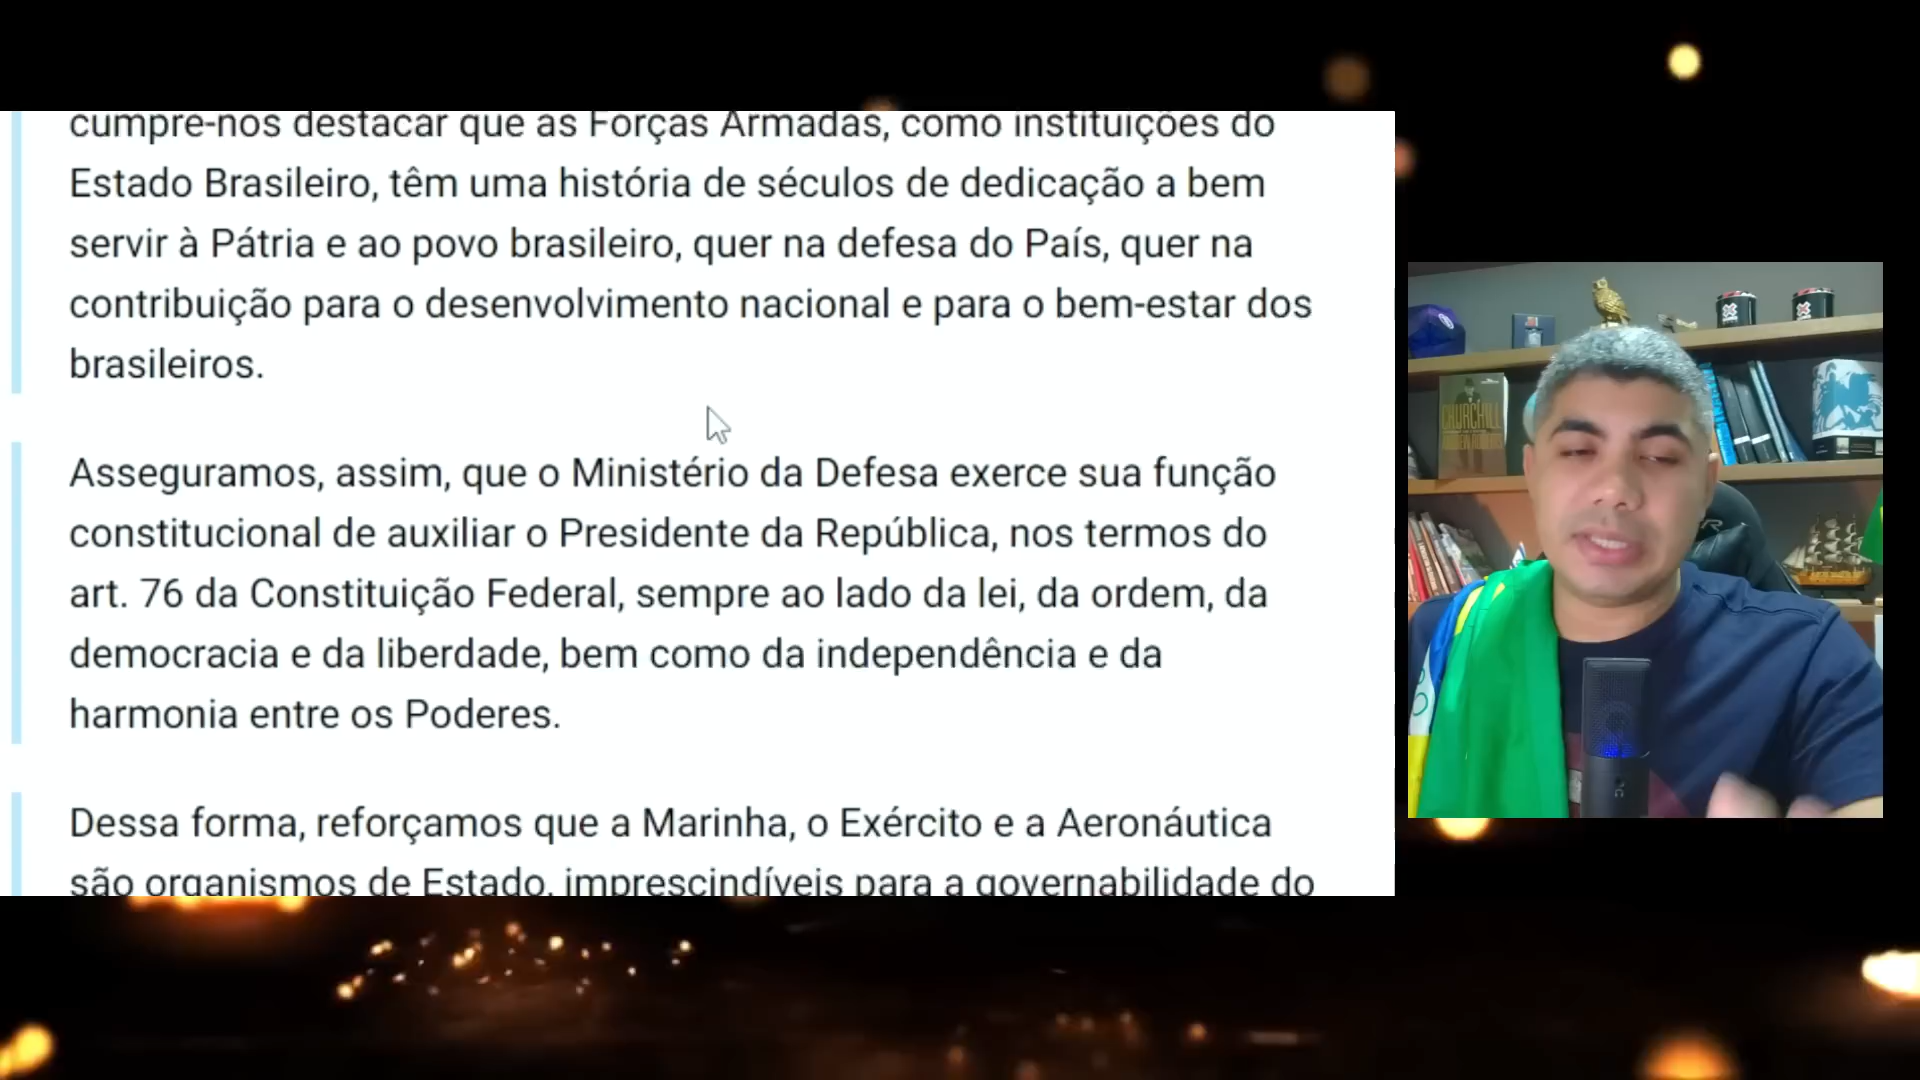 cumpre-nos destacar que as Forças Armadas, como instituições do
Estado Brasileiro, têm uma história de séculos de dedicação a bem
servir à Pátria e ao povo brasileiro, quer na defesa do País, quer na
contribuição para o desenvolvimento nacional e para o bem-estar dos
brasileiros.
Asseguramos, assim, que o Ministério da Defesa exerce sua função
constitucional de auxiliar o Presidente da República, nos termos do
art. 76 da Constituição Federal, sempre ao lado da lei, da ordem, da
democracia e da liberdade, bem como da independência e da
harmonia entre os Poderes.
Dessa forma, reforçamos que a Marinha, o Exército e a Aeronáutica
são organismos de Estado, imprescindíveis para a governabilidade do
CHURCHILL